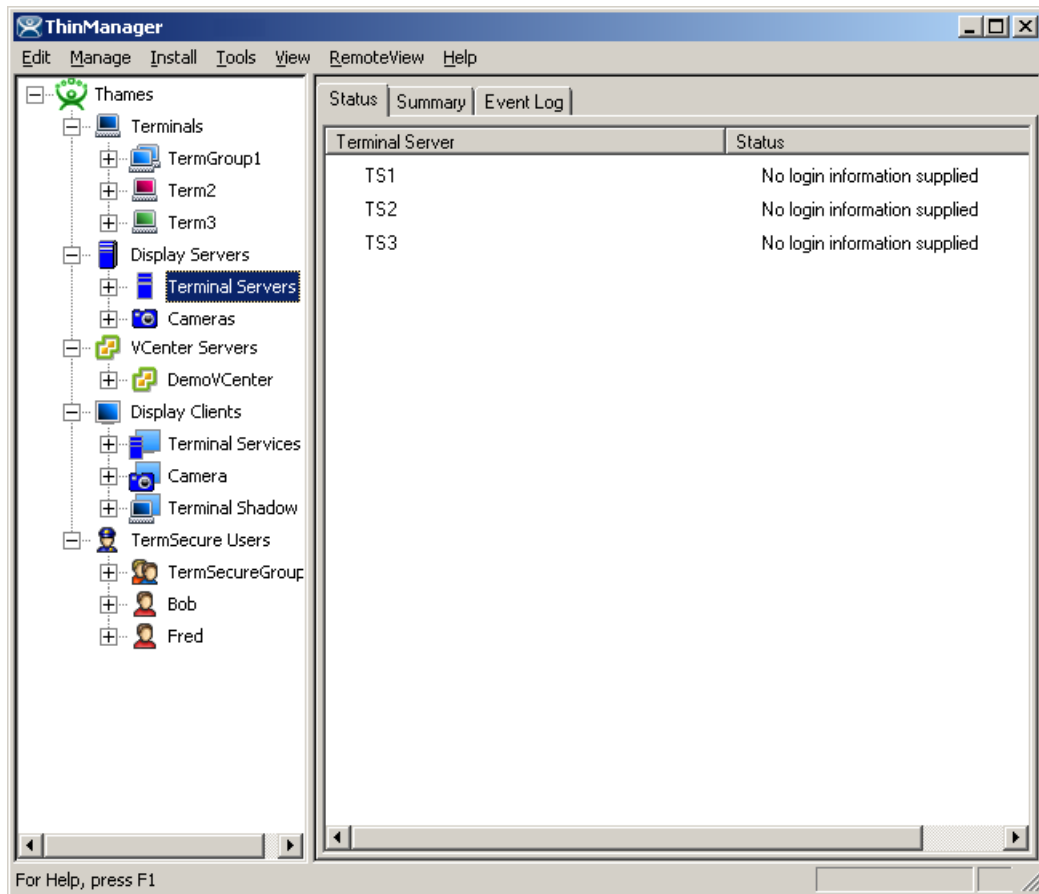 ThinManager
Edit Manage Install Tools View RemoteView Help
Thames
Terminals
TermGroup1
Term2
Term3
Display Servers
Terminal Servers
Cameras
VCenter Servers
DemoVCenter
Display Clients
Terminal Services
Camera
Terminal Shadow
TermSecure Users
TermSecureGroup
Bob
Fred
Status Summary Event Log
Terminal Server Status
TS1 No login information supplied
TS2 No login information supplied
TS3 No login information supplied
For Help, press F1